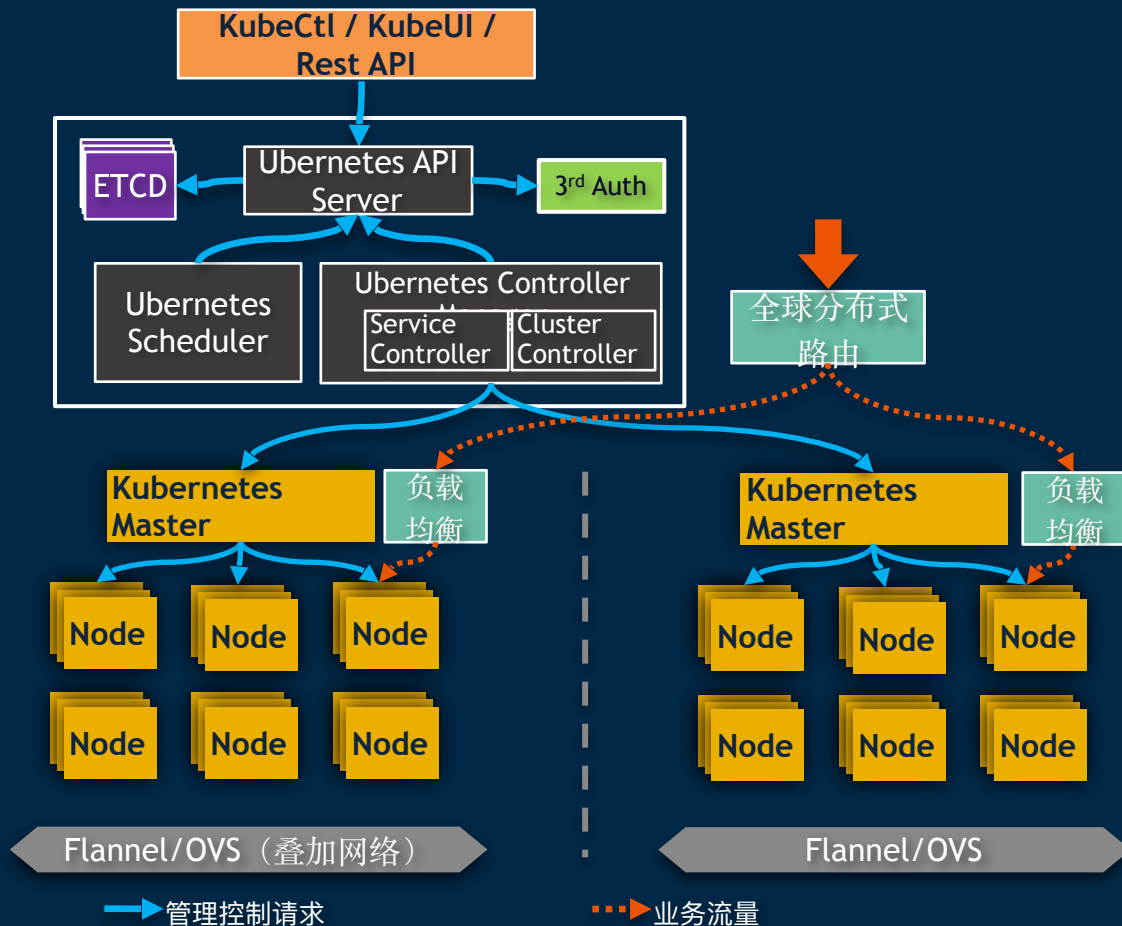 KubeCtl / KubeUI /
Rest API
ETCD
Ubernetes API
Server
3rd Auth
Ubernetes
Scheduler
Ubernetes Controller
Service
Controller
Cluster
Controller
全球分布式
路由
Kubernetes
Master
负载
均衡
Kubernetes
Master
负载
均衡
Node
Node
Node
Node
Node
Node
Node
Node
Node
Node
Node
Node
Flannel/OVS（叠加网络）
Flannel/OVS
管理控制请求
业务流量